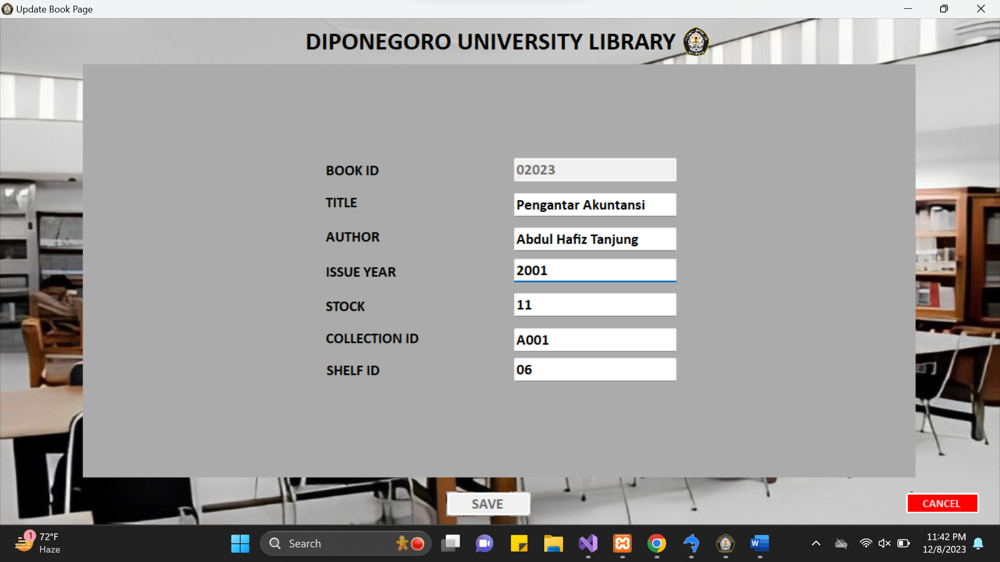 Update Book Page
DIPONEGORO UNIVERSITY LIBRARY
BOOK ID 02023
TITLE Pengantar Akuntansi
AUTHOR Abdul Hafiz Tanjung
ISSUE YEAR 2001
STOCK 11
COLLECTION ID A001
SHELF ID 06
SAVE
CANCEL
1
72°F
Haze
Search
W
11:42 PM
12/8/2023